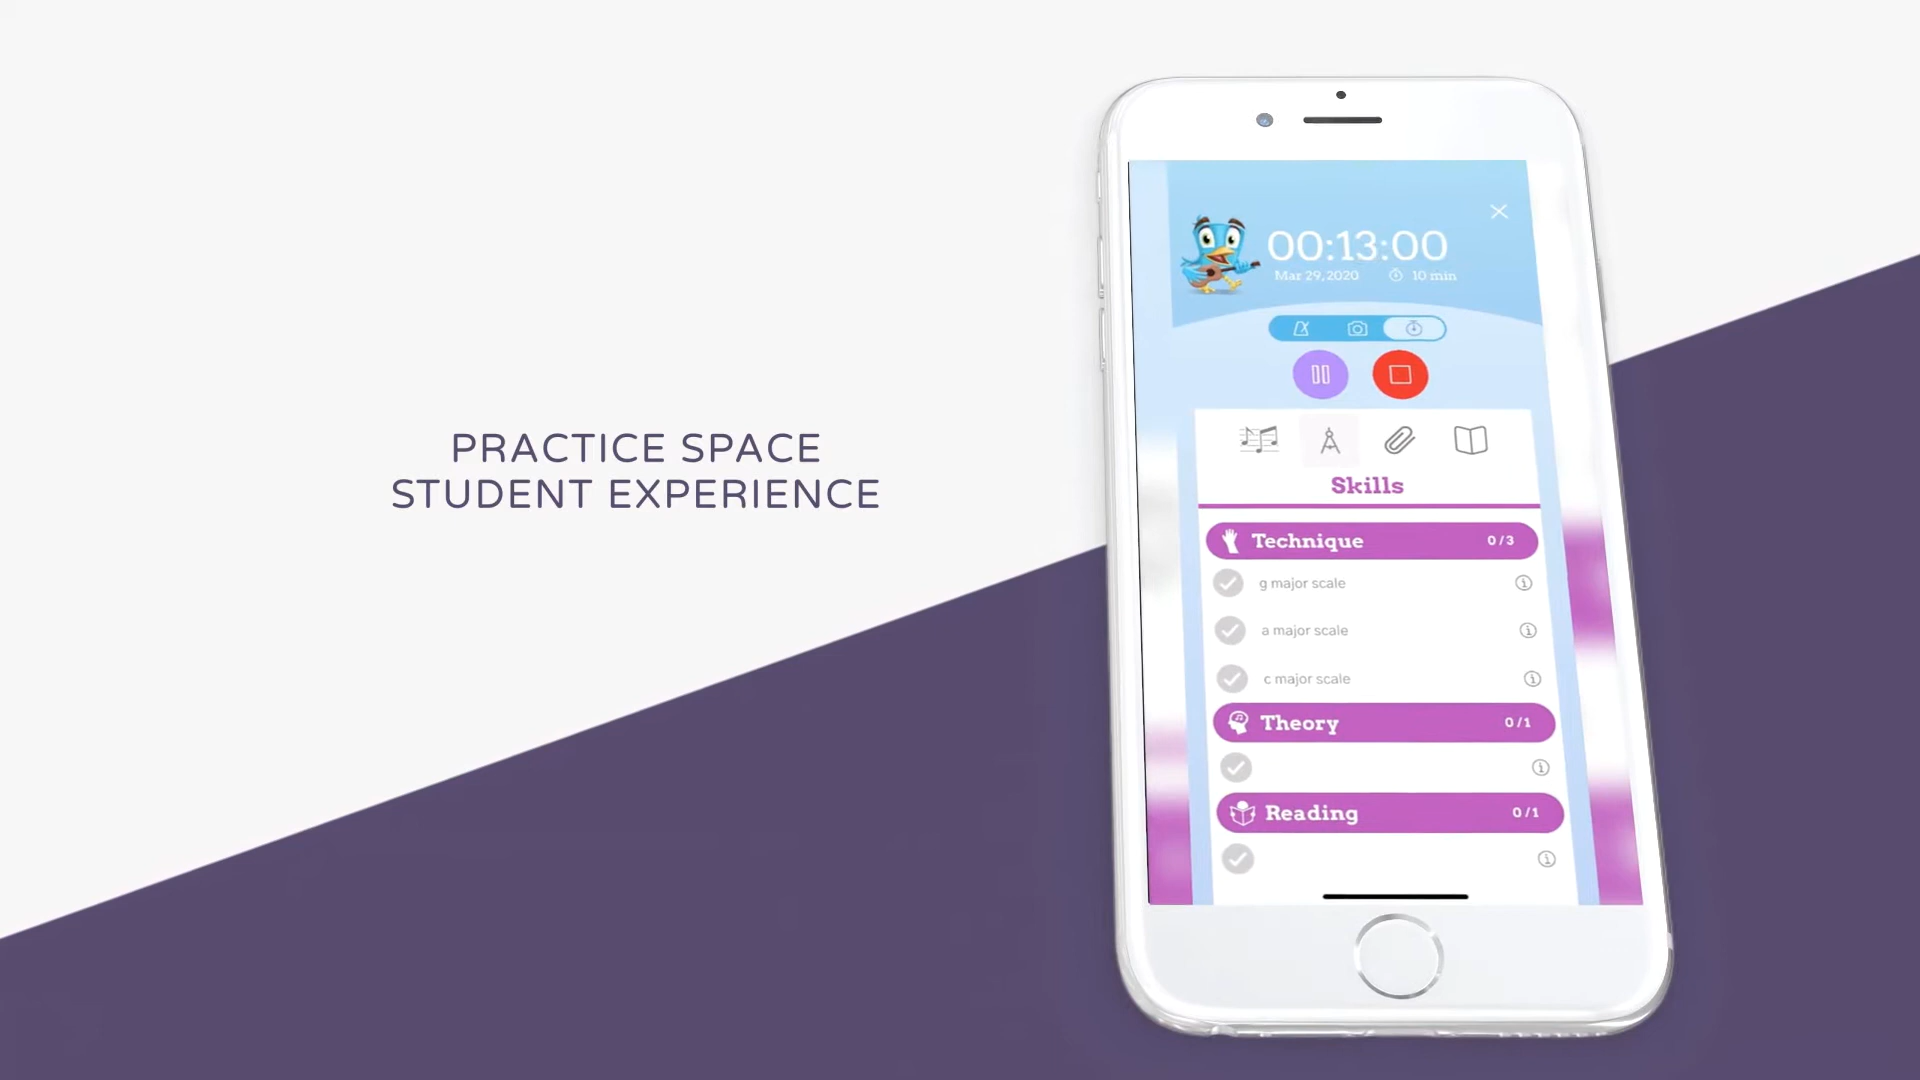 PRACTICE SPACE
STUDENT EXPERIENCE
00:13:00
Mar 29, 2020 10 min
Skills
Technique 0/3
g major scale
a major scale
c major scale
Theory 0/1
Reading 0/1